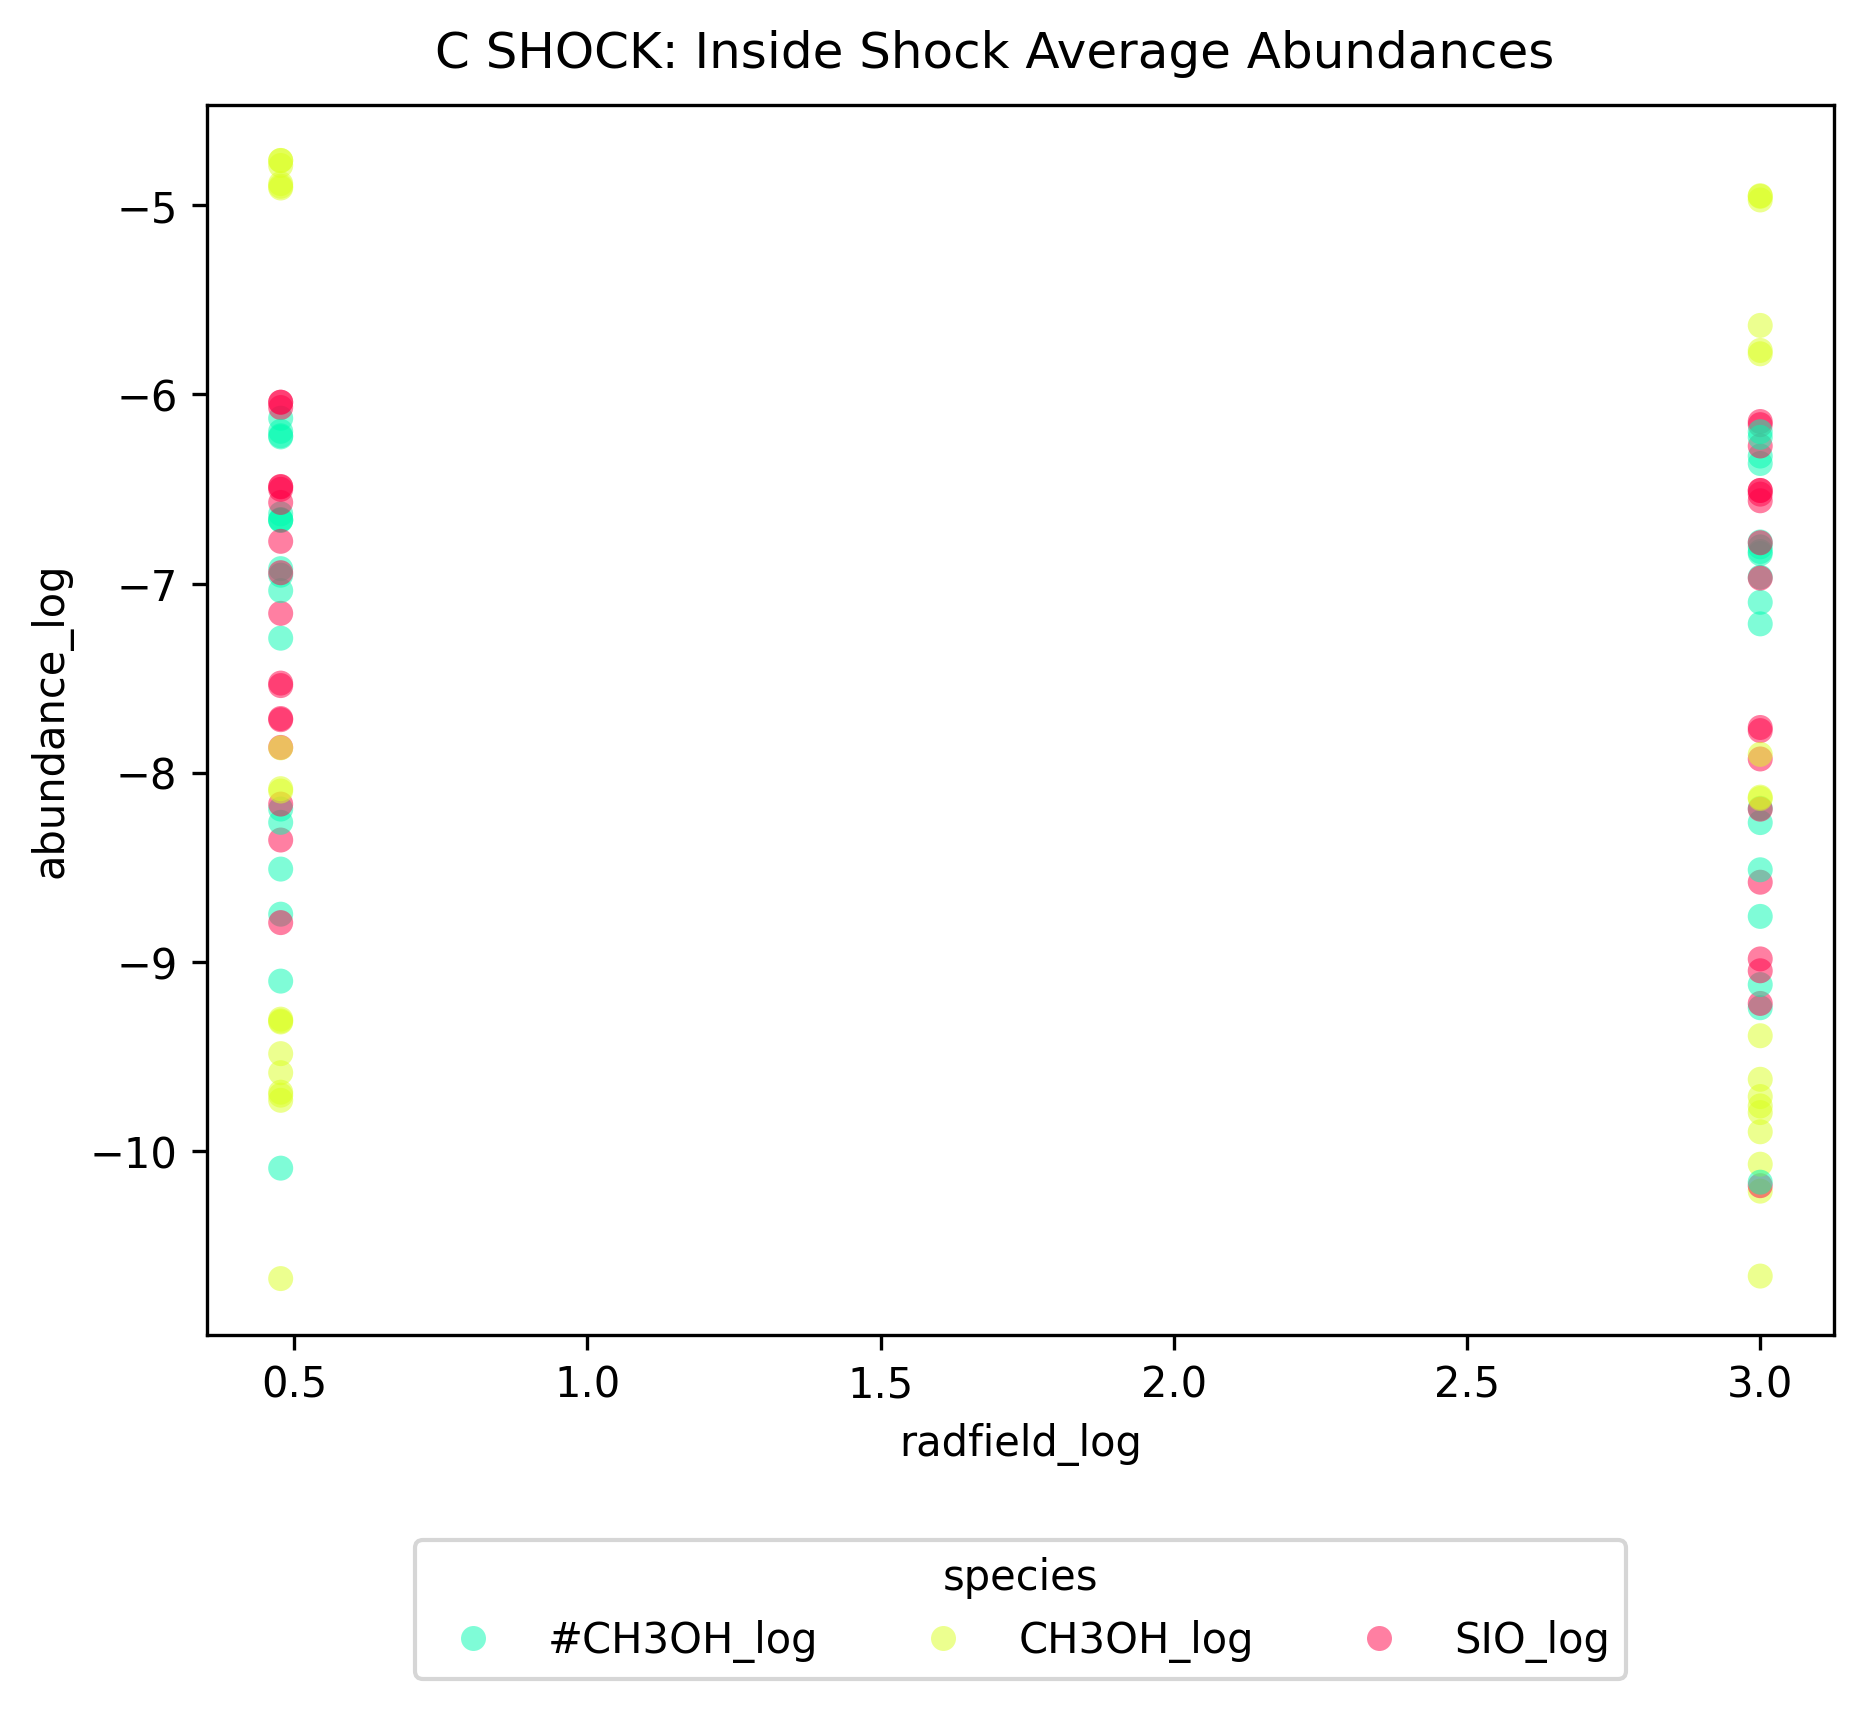 C SHOCK: Inside Shock Average Abundances
−5
−6
−7
−8
−9
−10
abundance_log
0.5 1.0 1.5 2.0 2.5 3.0
radfield_log
species
#CH3OH_log CH3OH_log SIO_log